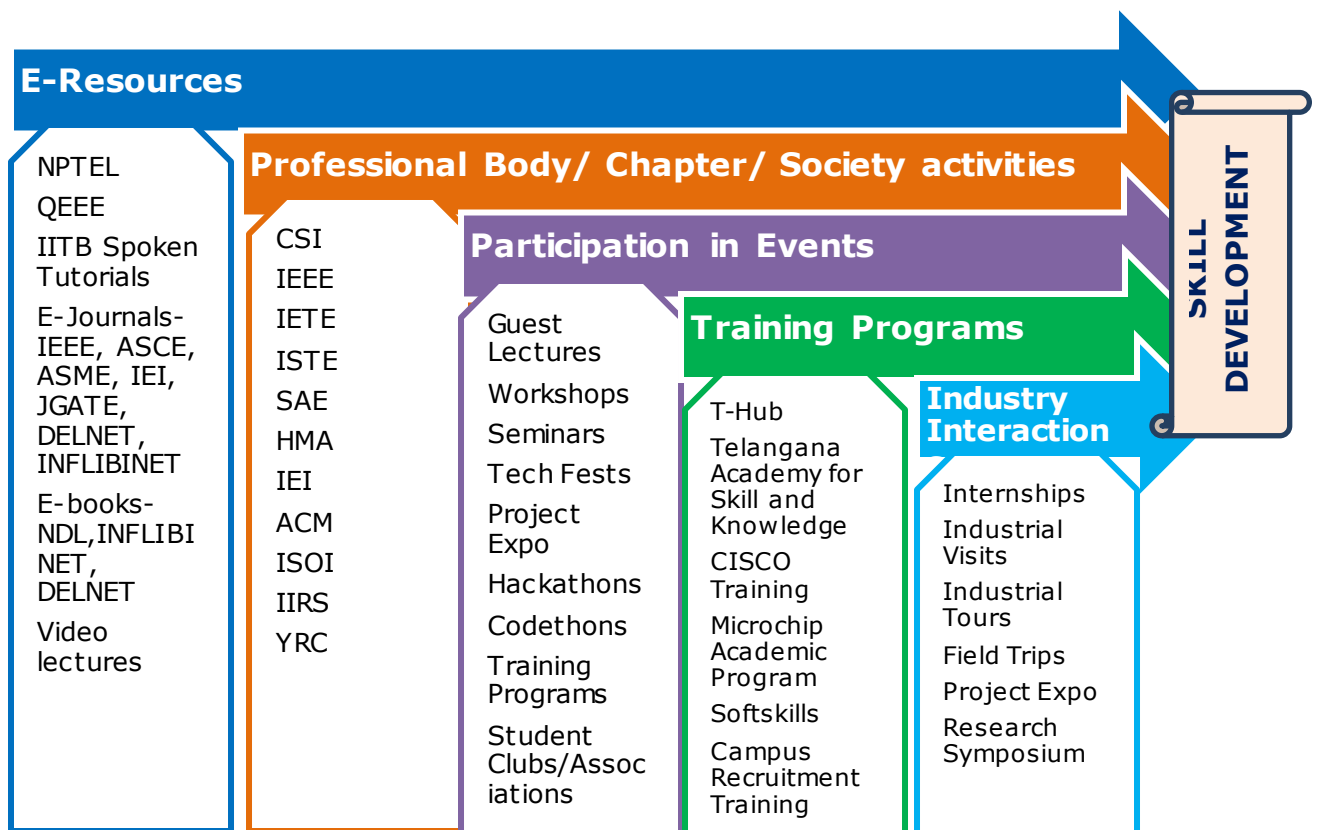 E-Resources
NPTEL
QEEE
IITB Spoken
Tutorials
E-Journals-
IEEE, ASCE,
ASME, IEI,
JGATE,
DELNET,
INFLIBINET
E-books-
NDL,INFLIBI
NET,
DELNET
Video
lectures
Professional Body/ Chapter/ Society activities
CSI
IEEE
IETE
ISTE
SAE
HMA
IEI
ACM
ISOI
IIRS
YRC
Participation in Events
Guest
Lectures
Workshops
Seminars
Tech Fests
Project
Expo
Hackathons
Codethons
Training
Programs
Student
Clubs/Assoc
iations
Training Programs
T-Hub
Telangana
Academy for
Skill and
Knowledge
CISCO
Training
Microchip
Academic
Program
Softskills
Campus
Recruitment
Training
Industry
Interaction
Internships
Industrial
Visits
Industrial
Tours
Field Trips
Project Expo
Research
Symposium
SKILL
DEVELOPMENT